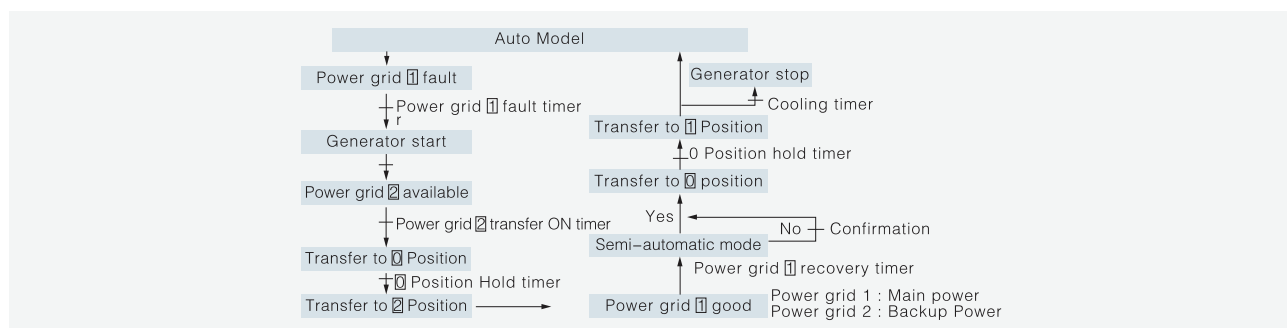 Auto Model
Power grid 1 fault
Power grid 1 fault timer
r
Generator start
Power grid 2 available
Power grid 2 transfer ON timer
Transfer to 0 Position
0 Position Hold timer
Transfer to 2 Position
Generator stop
Cooling timer
Transfer to 1 Position
0 Position hold timer
Transfer to 0 position
Yes
No
Confirmation
Semi-automatic mode
Power grid 1 recovery timer
Power grid 1 good
Power grid 1 : Main power
Power grid 2 : Backup Power